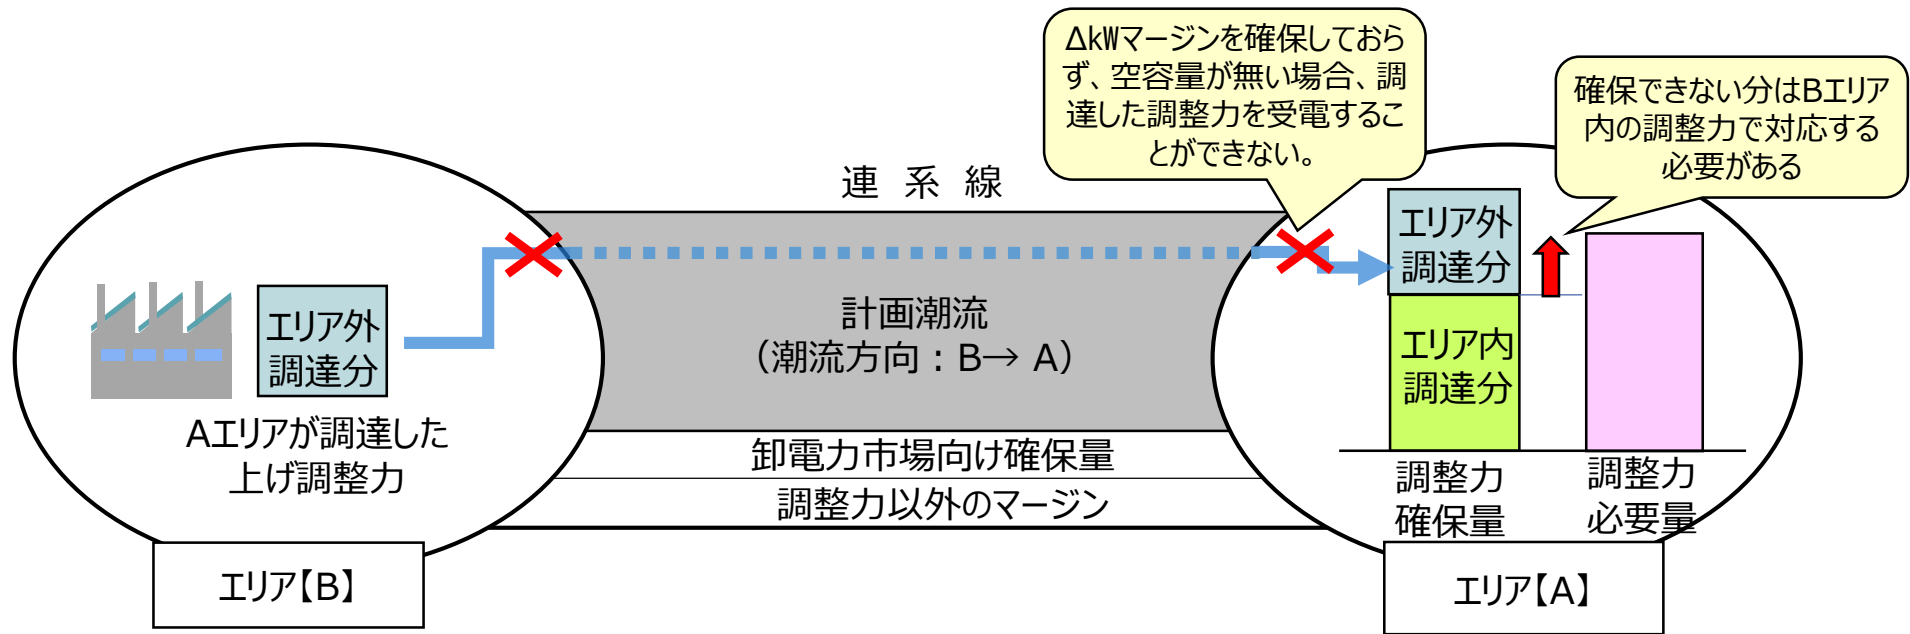 ΔkWマージンを確保しておら
ず、空容量が無い場合、調
達した調整力を受電するこ
とができない。
確保できない分はBエリア
内の調整力で対応する
必要がある
連 系 線
エリア外
調達分
Aエリアが調達した
上げ調整力
エリア【B】
計画潮流
（潮流方向：B→ A）
卸電力市場向け確保量
調整力以外のマージン
エリア外
調達分
エリア内
調達分
調整力
確保量
調整力
必要量
エリア【A】